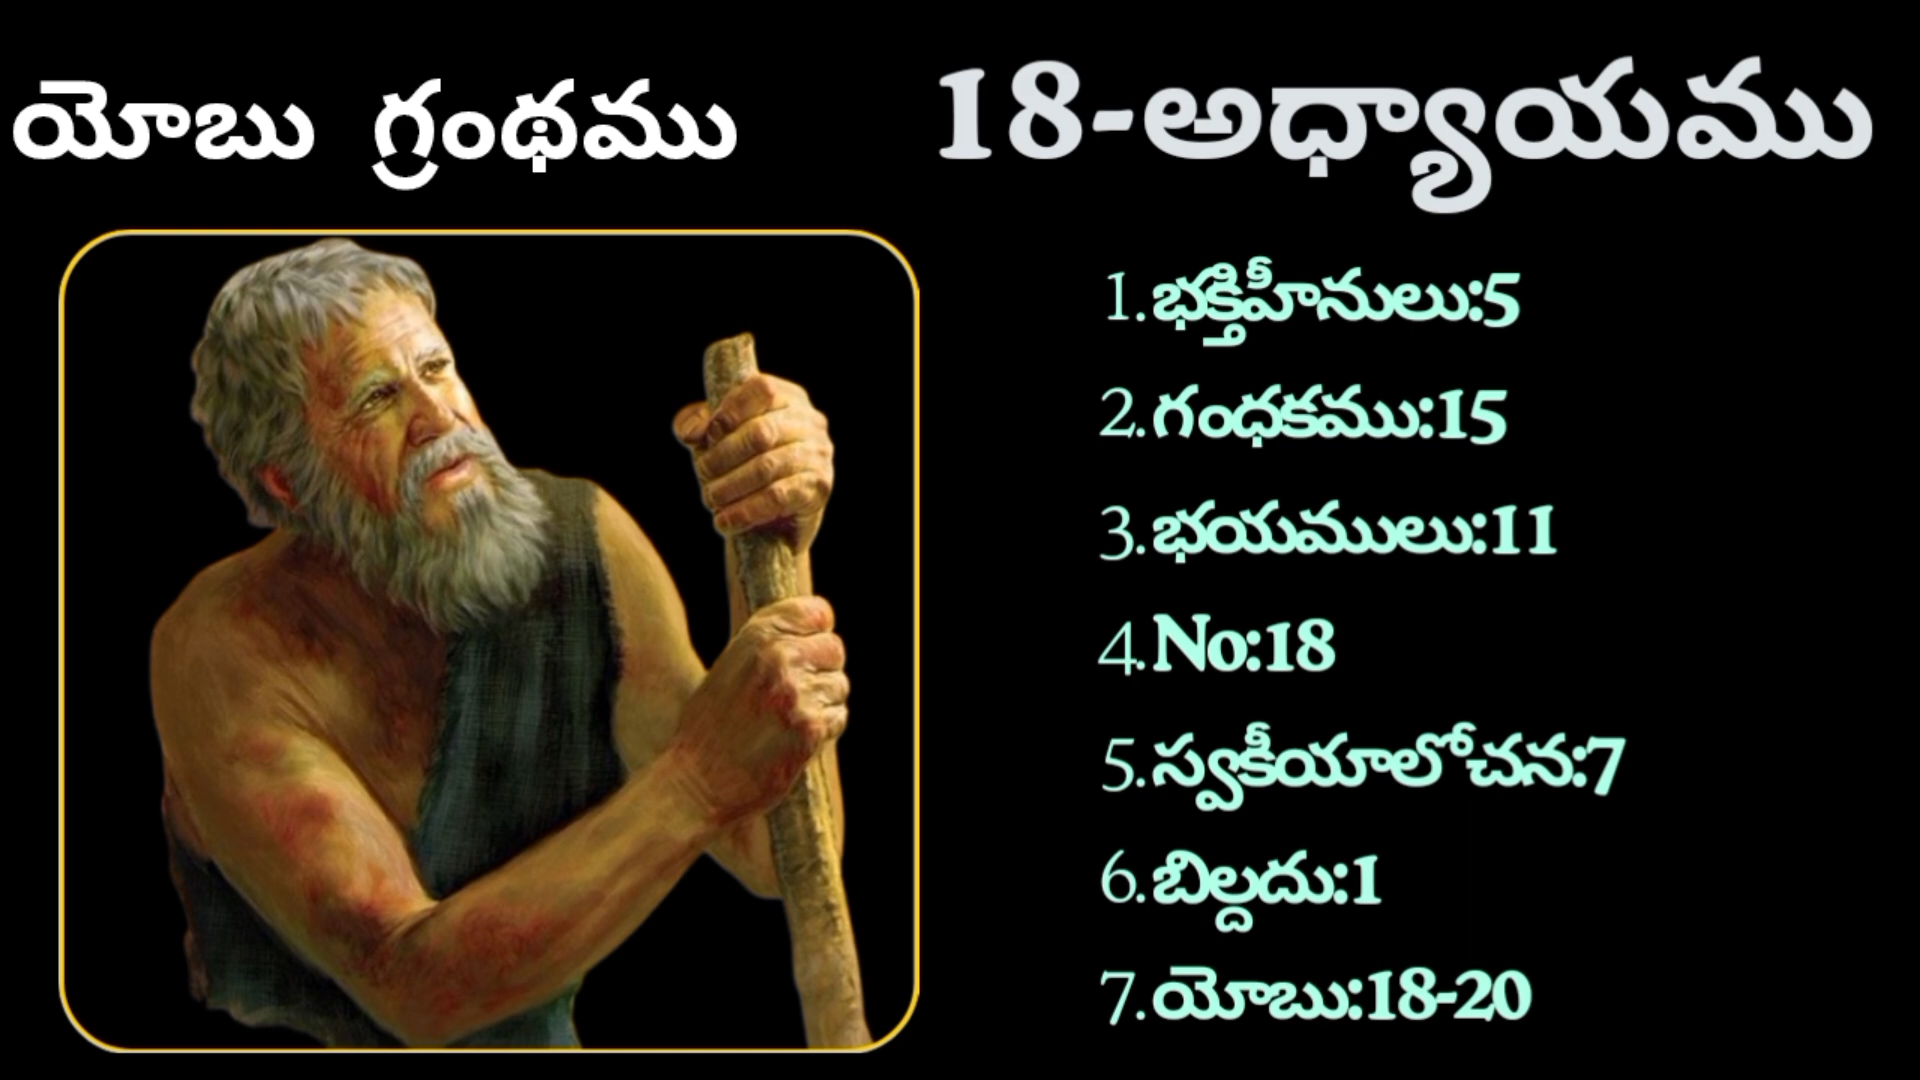 యోబు గ్రంథము
18-అధ్యాయము
1.భక్తిహీనులు:5
2.గంధకము:15
3.భయములు:11
4.No:18
5.స్వకీయాలోచన:7
6.బిల్దదు:1
7.యోబు:18-20